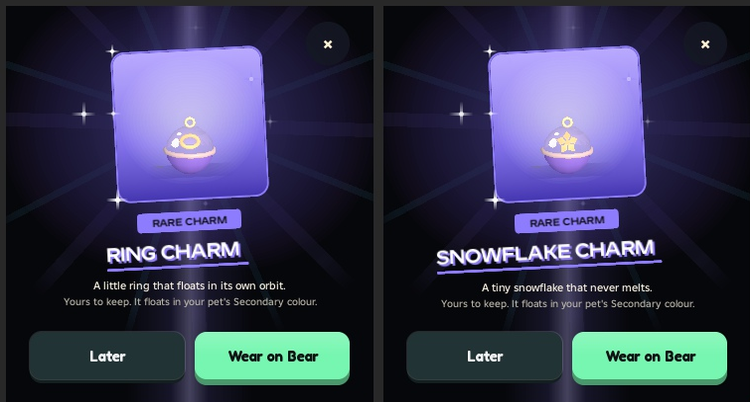 ×
RARE CHARM
RING CHARM
A little ring that floats in its own orbit.
Yours to keep. It floats in your pet's Secondary colour.
Later
Wear on Bear
×
RARE CHARM
SNOWFLAKE CHARM
A tiny snowflake that never melts.
Yours to keep. It floats in your pet's Secondary colour.
Later
Wear on Bear